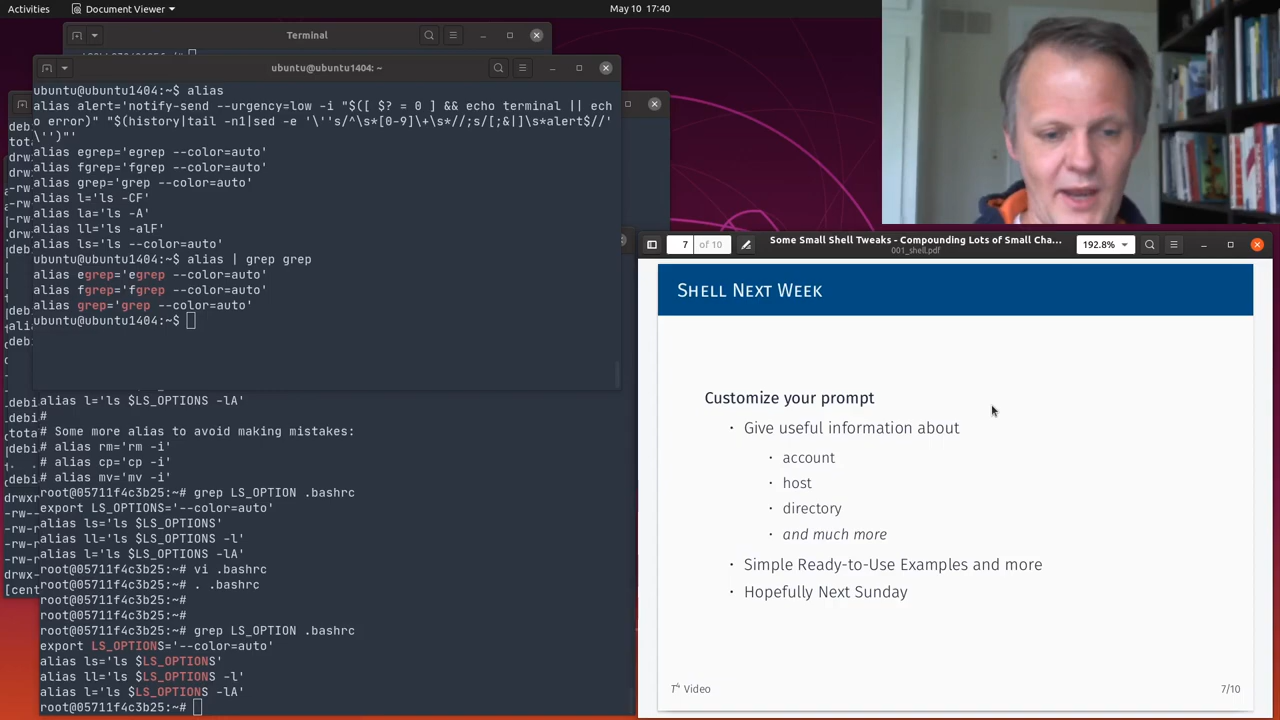 Activities
Document Viewer
May 10 17:40
Terminal
ubuntu@ubuntu1404: ~
ubuntu@ubuntu1404:~$ alias
alias alert='notify-send --urgency=low -i "$([ $? = 0 ] && echo terminal || ech
o error)" "$(history|tail -n1|sed -e '\''s/^\s*[0-9]\+\s*//;s/[;&|]\s*alert$//'
\'')"'
alias egrep='egrep --color=auto'
alias fgrep='fgrep --color=auto'
alias grep='grep --color=auto'
alias l='ls -CF'
alias la='ls -A'
alias ll='ls -alF'
alias ls='ls --color=auto'
ubuntu@ubuntu1404:~$ alias | grep grep
alias egrep='egrep --color=auto'
alias fgrep='fgrep --color=auto'
alias grep='grep --color=auto'
ubuntu@ubuntu1404:~$
alias l='ls $LS_OPTIONS -lA'
#
# Some more alias to avoid making mistakes:
# alias rm='rm -i'
# alias cp='cp -i'
# alias mv='mv -i'
root@05711f4c3b25:~# grep LS_OPTION .bashrc
export LS_OPTIONS='--color=auto'
alias ls='ls $LS_OPTIONS'
alias ll='ls $LS_OPTIONS -l'
alias l='ls $LS_OPTIONS -lA'
root@05711f4c3b25:~# vi .bashrc
root@05711f4c3b25:~# . .bashrc
root@05711f4c3b25:~#
root@05711f4c3b25:~#
root@05711f4c3b25:~# grep LS_OPTION .bashrc
export LS_OPTIONS='--color=auto'
alias ls='ls $LS_OPTIONS'
alias ll='ls $LS_OPTIONS -l'
alias l='ls $LS_OPTIONS -lA'
root@05711f4c3b25:~#
7 of 10
Some Small Shell Tweaks - Compounding Lots of Small Cha…
001_shell.pdf
192.8%
Shell Next Week
Customize your prompt
· Give useful information about
· account
· host
· directory
· and much more
· Simple Ready-to-Use Examples and more
· Hopefully Next Sunday
T⁴ Video
7/10